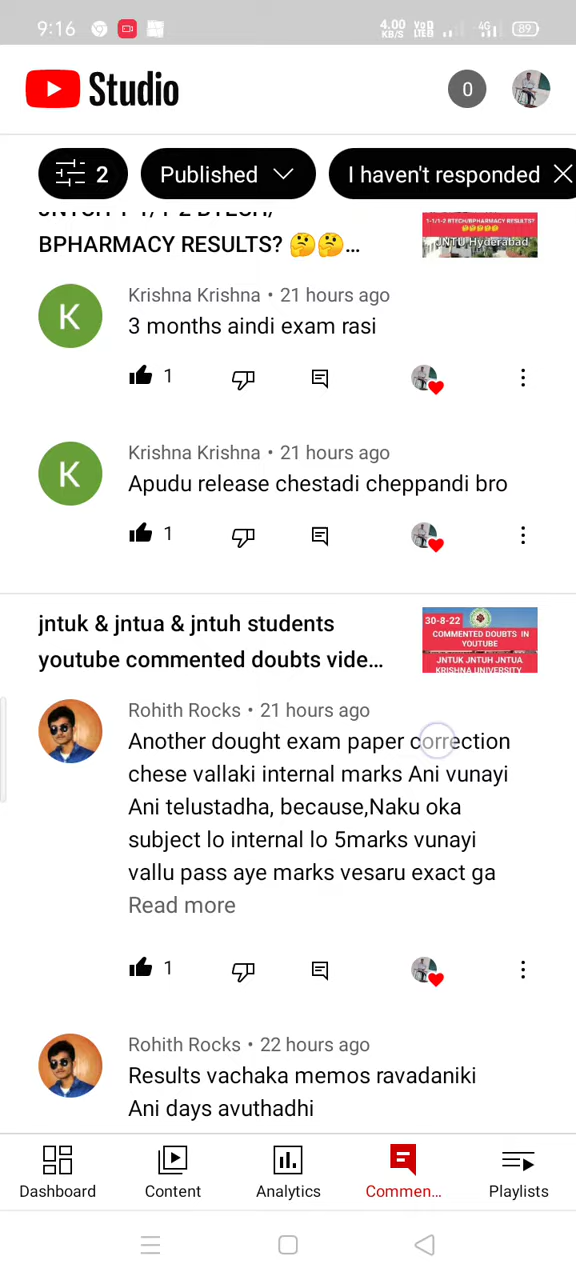 9:16
4.00 KB/S VoD LTE 4G 89
Studio
0
2 Published I haven't responded
JNTUH 1-1/1-2 BTECH/
BPHARMACY RESULTS? 🤔🤔...
1-1/1-2 BTECH/BPHARMACY RESULTS?
JNTU Hyderabad
K
Krishna Krishna • 21 hours ago
3 months aindi exam rasi
1
K
Krishna Krishna • 21 hours ago
Apudu release chestadi cheppandi bro
1
jntuk & jntua & jntuh students
youtube commented doubts vide...
30-8-22
COMMENTED DOUBTS IN
YOUTUBE
JNTUK JNTUH JNTUA
KRISHNA UNIVERSITY
Rohith Rocks • 21 hours ago
Another dought exam paper correction
chese vallaki internal marks Ani vunayi
Ani telustadha, because,Naku oka
subject lo internal lo 5marks vunayi
vallu pass aye marks vesaru exact ga
Read more
1
Rohith Rocks • 22 hours ago
Results vachaka memos ravadaniki
Ani days avuthadhi
Dashboard Content Analytics Commen... Playlists